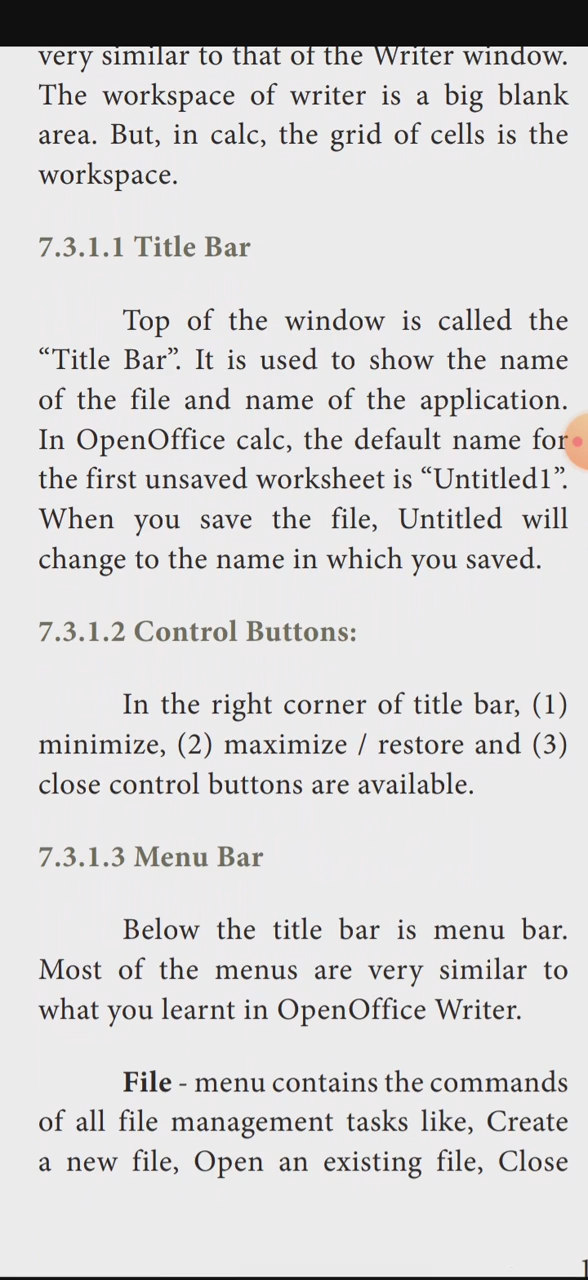 very similar to that of the Writer window.
The workspace of writer is a big blank
area. But, in calc, the grid of cells is the
workspace.
7.3.1.1 Title Bar
Top of the window is called the
“Title Bar”. It is used to show the name
of the file and name of the application.
In OpenOffice calc, the default name for
the first unsaved worksheet is “Untitled1”.
When you save the file, Untitled will
change to the name in which you saved.
7.3.1.2 Control Buttons:
In the right corner of title bar, (1)
minimize, (2) maximize / restore and (3)
close control buttons are available.
7.3.1.3 Menu Bar
Below the title bar is menu bar.
Most of the menus are very similar to
what you learnt in OpenOffice Writer.
File - menu contains the commands
of all file management tasks like, Create
a new file, Open an existing file, Close